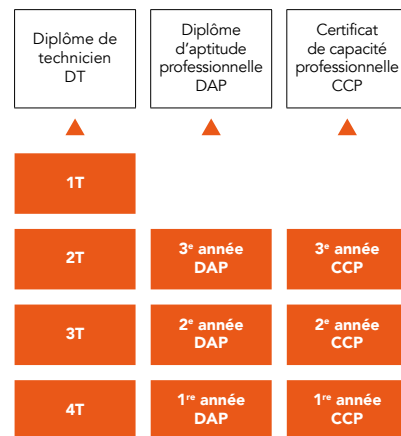 Diplôme de
technicien
DT
Diplôme
d'aptitude
professionnelle
DAP
Certificat
de capacité
professionnelle
CCP
1T
2T
3e année
DAP
3e année
CCP
3T
2e année
DAP
2e année
CCP
4T
1re année
DAP
1re année
CCP